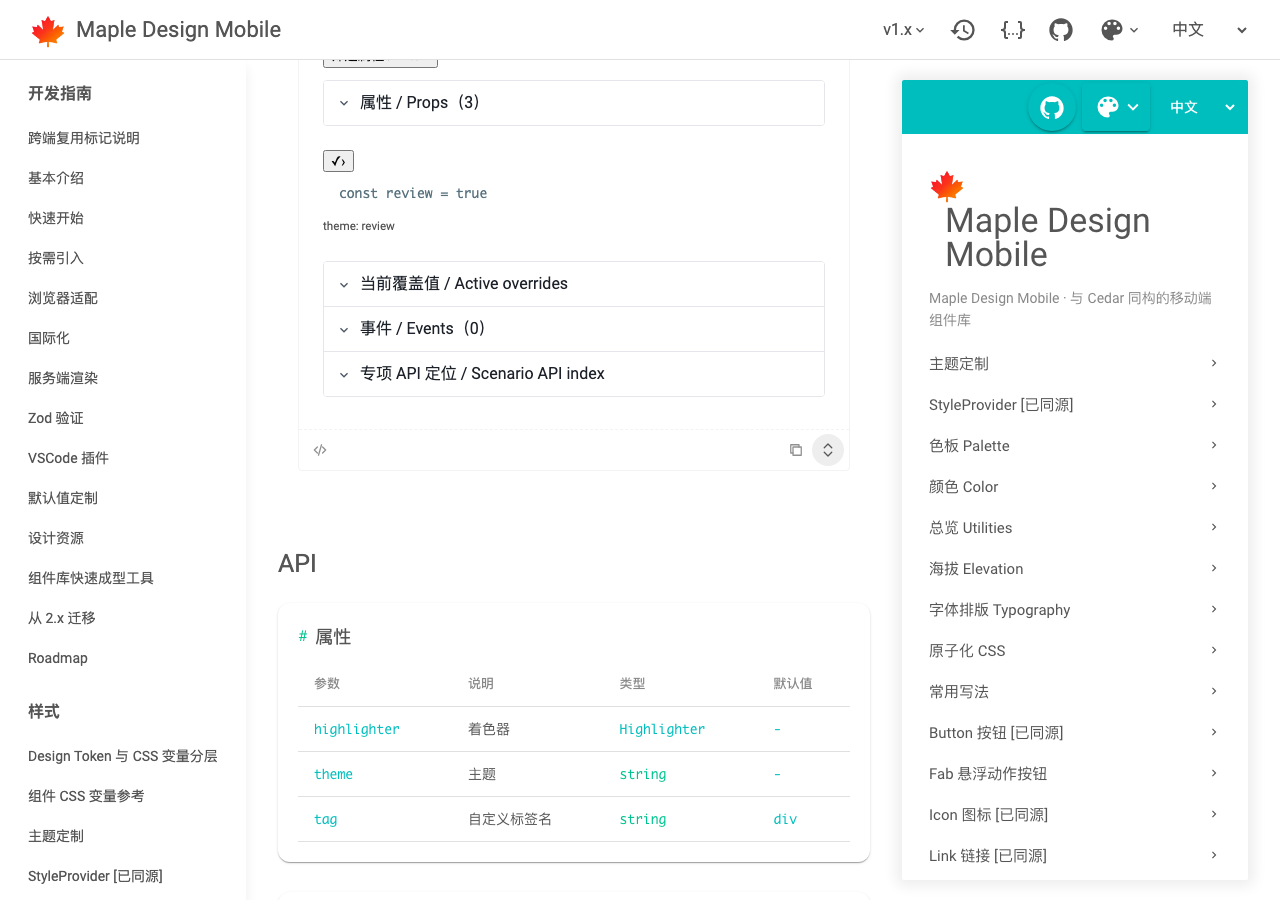 Maple Design Mobile
v1.x
中文
开发指南
跨端复用标记说明
基本介绍
快速开始
按需引入
浏览器适配
国际化
服务端渲染
Zod 验证
VSCode 插件
默认值定制
设计资源
组件库快速成型工具
从 2.x 迁移
Roadmap
样式
Design Token 与 CSS 变量分层
组件 CSS 变量参考
主题定制
StyleProvider [已同源]
属性 / Props（3）
const review = true
theme: review
当前覆盖值 / Active overrides
事件 / Events（0）
专项 API 定位 / Scenario API index
API
# 属性
参数 说明 类型 默认值
highlighter 着色器 Highlighter -
theme 主题 string -
tag 自定义标签名 string div
中文
Maple Design
Mobile
Maple Design Mobile · 与 Cedar 同构的移动端
组件库
主题定制
StyleProvider [已同源]
色板 Palette
颜色 Color
总览 Utilities
海拔 Elevation
字体排版 Typography
原子化 CSS
常用写法
Button 按钮 [已同源]
Fab 悬浮动作按钮
Icon 图标 [已同源]
Link 链接 [已同源]